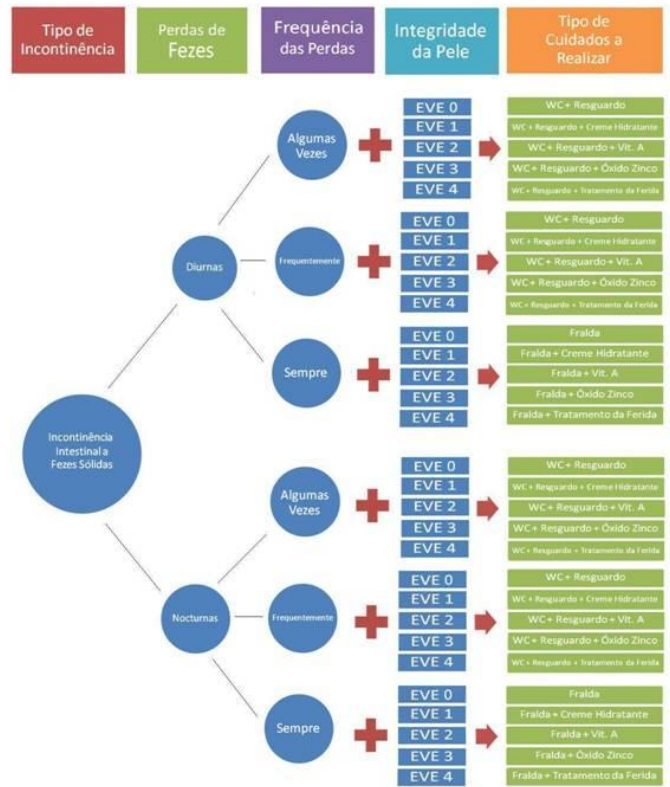 Tipo de
Incontinência
Perdas de
Fezes
Frequência
das Perdas
Integridade
da Pele
Tipo de
Cuidados a
Realizar
Incontinência
Intestinal a
Fezes Sólidas
Diurnas
Algumas
Vezes
EVE 0
EVE 1
EVE 2
EVE 3
EVE 4
WC + Resguardo
WC + Resguardo + Creme Hidratante
WC + Resguardo + Vit. A
WC + Resguardo + Óxido Zinco
WC + Resguardo + Tratamento da Ferida
Frequentemente
EVE 0
EVE 1
EVE 2
EVE 3
EVE 4
WC + Resguardo
WC + Resguardo + Creme Hidratante
WC + Resguardo + Vit. A
WC + Resguardo + Óxido Zinco
WC + Resguardo + Tratamento da Ferida
Sempre
EVE 0
EVE 1
EVE 2
EVE 3
EVE 4
Fralda
Fralda + Creme Hidratante
Fralda + Vit. A
Fralda + Óxido Zinco
Fralda + Tratamento da Ferida
Nocturnas
Algumas
Vezes
EVE 0
EVE 1
EVE 2
EVE 3
EVE 4
WC + Resguardo
WC + Resguardo + Creme Hidratante
WC + Resguardo + Vit. A
WC + Resguardo + Óxido Zinco
WC + Resguardo + Tratamento da Ferida
Frequentemente
EVE 0
EVE 1
EVE 2
EVE 3
EVE 4
WC + Resguardo
WC + Resguardo + Creme Hidratante
WC + Resguardo + Vit. A
WC + Resguardo + Óxido Zinco
WC + Resguardo + Tratamento da Ferida
Sempre
EVE 0
EVE 1
EVE 2
EVE 3
EVE 4
Fralda
Fralda + Creme Hidratante
Fralda + Vit. A
Fralda + Óxido Zinco
Fralda + Tratamento da Ferida